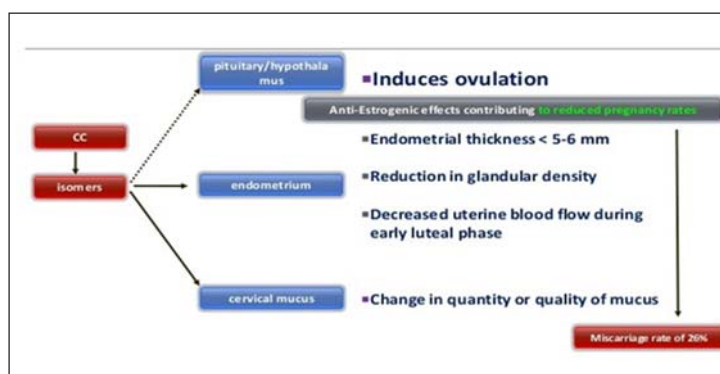 pituitary/hypothala
mus
▪Induces ovulation
Anti-Estrogenic effects contributing to reduced pregnancy rates
CC
isomers
▪Endometrial thickness < 5-6 mm
endometrium
▪Reduction in glandular density
▪Decreased uterine blood flow during
early luteal phase
cervical mucus
▪Change in quantity or quality of mucus
Miscarriage rate of 26%